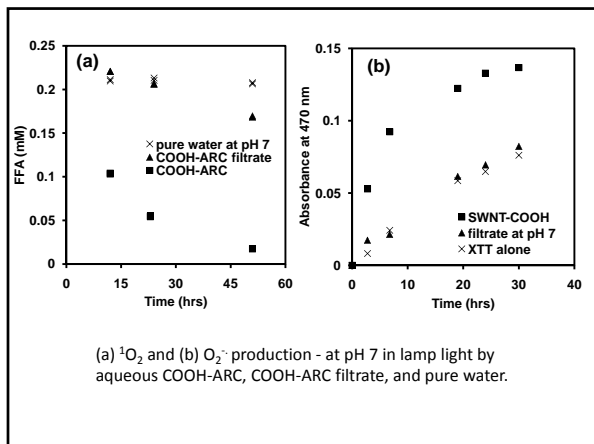 (a)
0.25
0.2
0.15
0.1
0.05
0
FFA (mM)
pure water at pH 7
COOH-ARC filtrate
COOH-ARC
0 15 30 45 60
Time (hrs)
(b)
0.15
0.1
0.05
0
Absorbance at 470 nm
SWNT-COOH
filtrate at pH 7
XTT alone
0 10 20 30 40
Time (hrs)
(a) ¹O₂ and (b) O₂⁻· production - at pH 7 in lamp light by
aqueous COOH-ARC, COOH-ARC filtrate, and pure water.